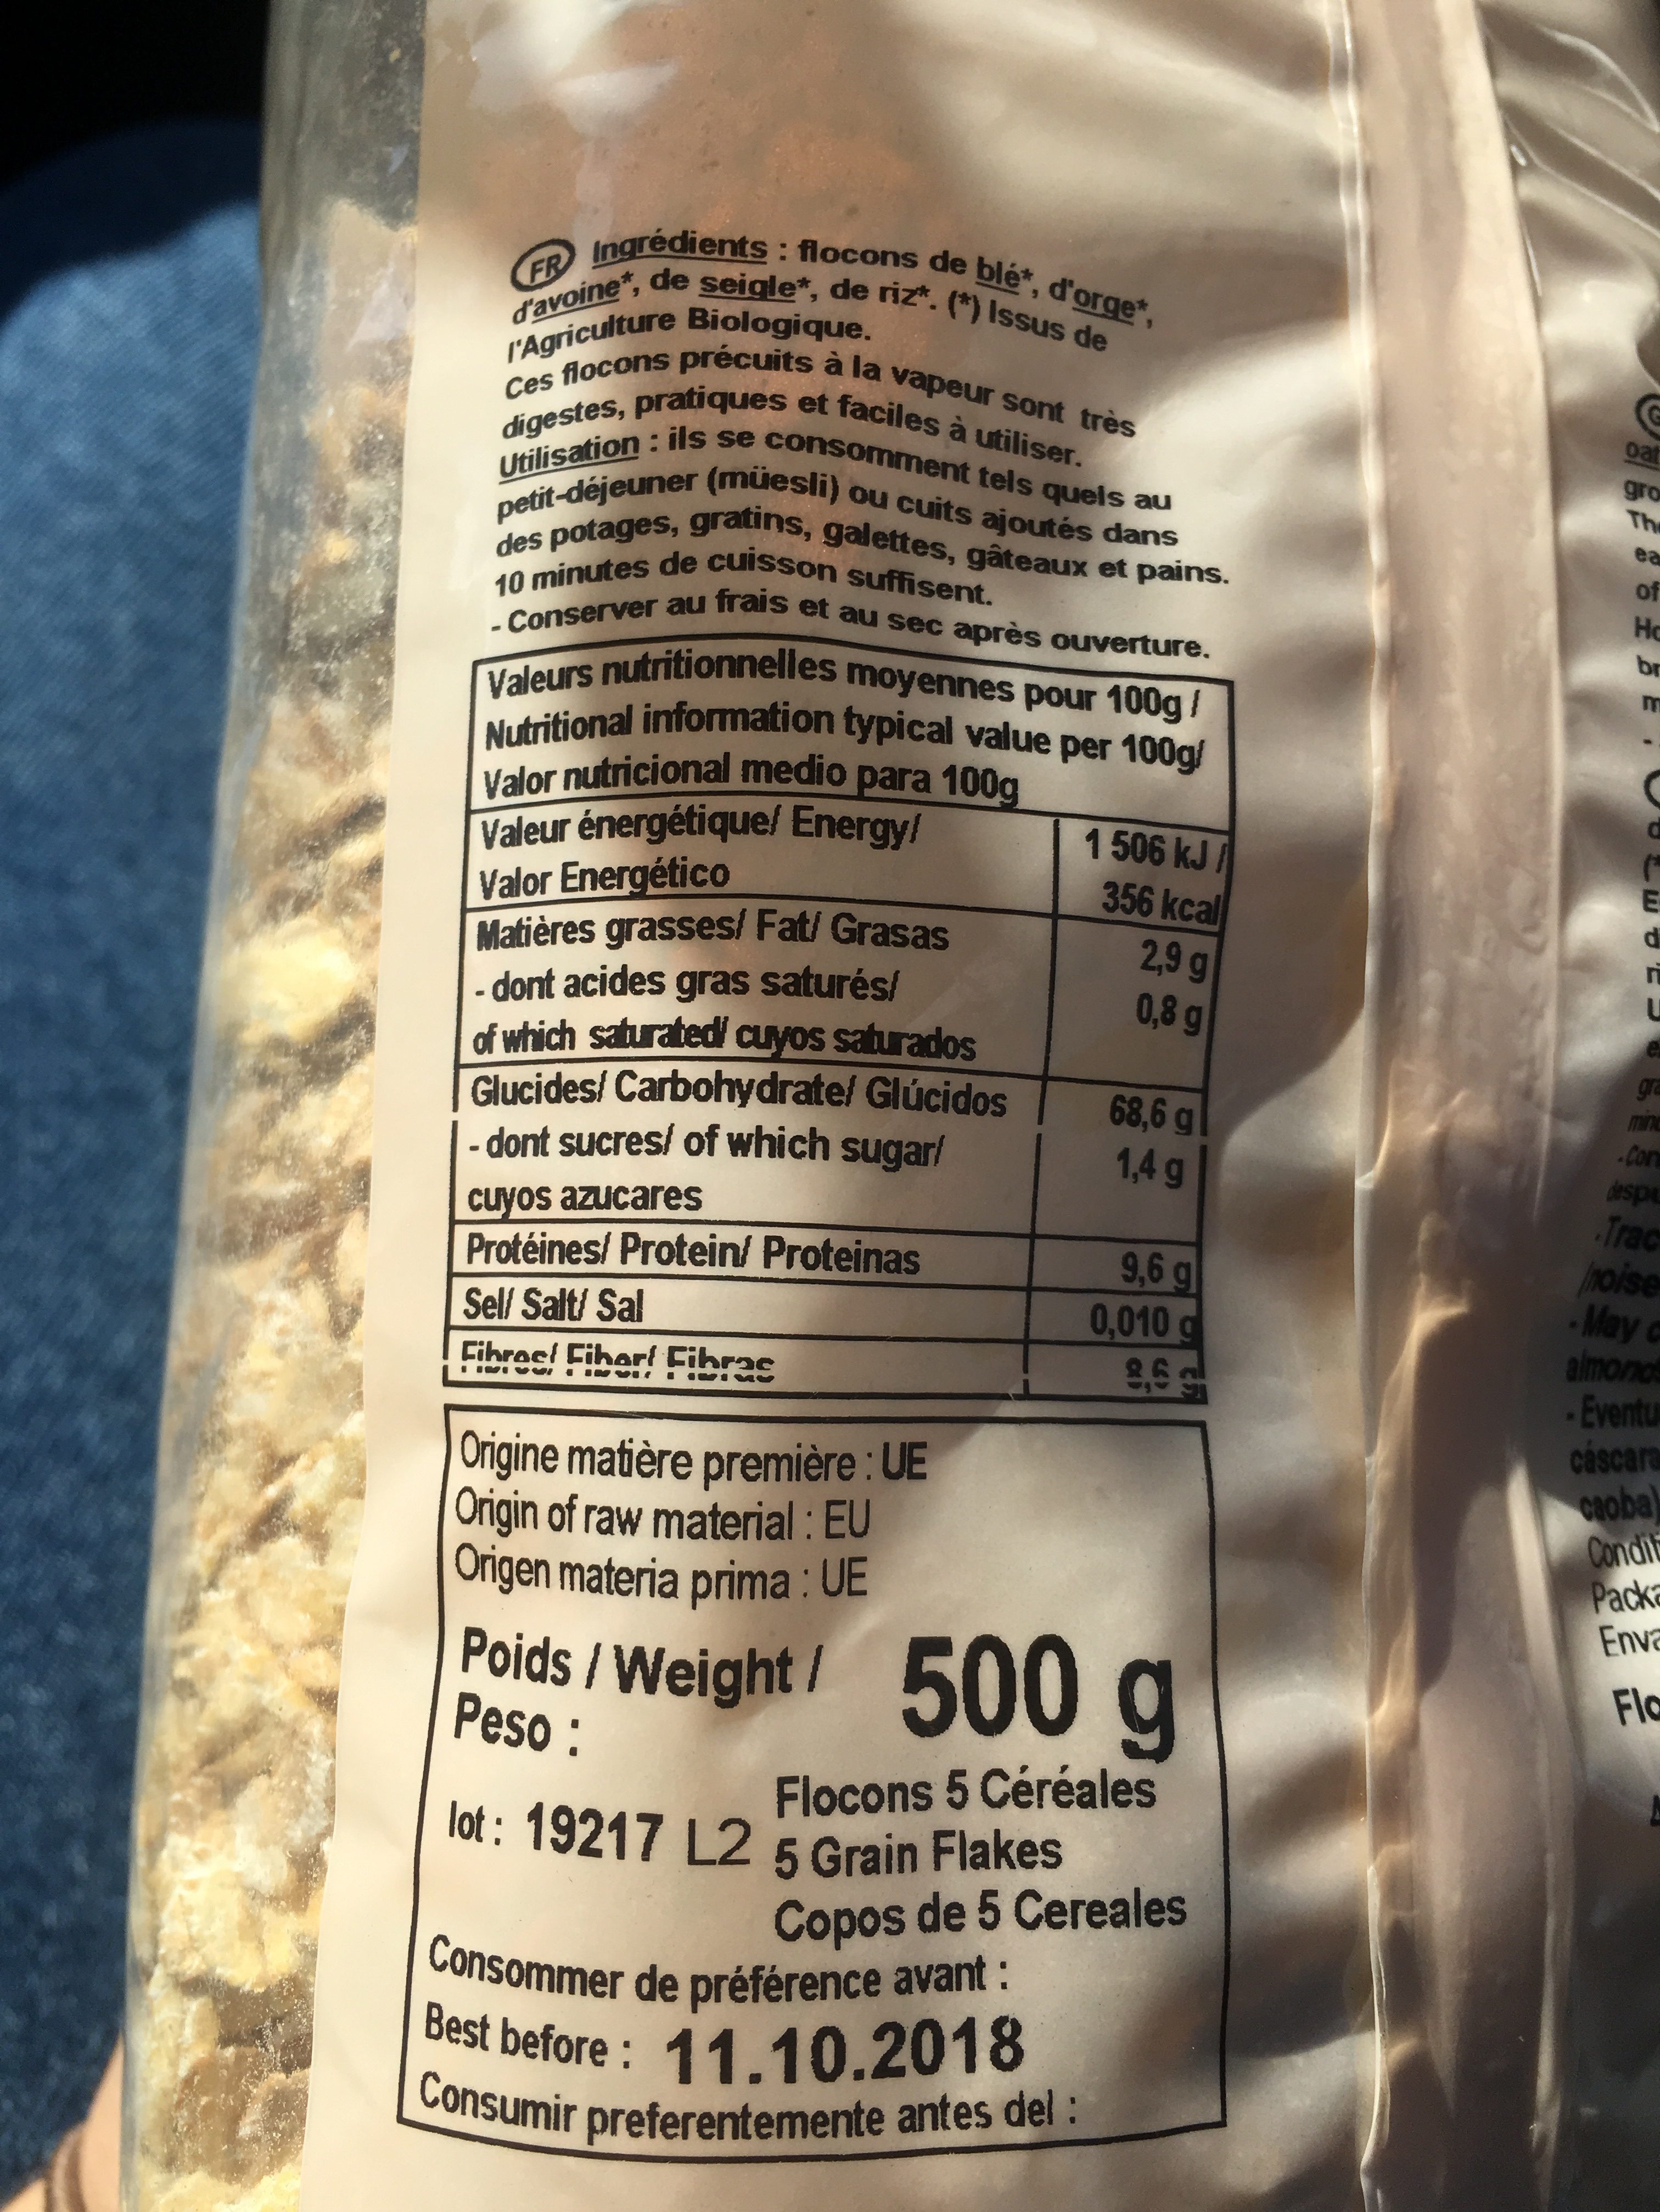 FR Ingrédients : flocons de blé*, d'orge*,
d'avoine*, de seigle*, de riz*. (*) Issus de
l'Agriculture Biologique.
Ces flocons précuits à la vapeur sont très
digestes, pratiques et faciles à utiliser.
Utilisation : ils se consomment tels quels au
petit-déjeuner (müesli) ou cuits ajoutés dans
des potages, gratins, galettes, gâteaux et pains.
10 minutes de cuisson suffisent.
- Conserver au frais et au sec après ouverture.
Valeurs nutritionnelles moyennes pour 100g /
Nutritional information typical value per 100g/
Valor nutricional medio para 100g
Valeur énergétique/ Energy/ 1 506 kJ /
Valor Energético 356 kcal
Matières grasses/ Fat/ Grasas 2,9 g
- dont acides gras saturés/ 0,8 g
of which saturated/ cuyos saturados
Glucides/ Carbohydrate/ Glúcidos 68,6 g
- dont sucres/ of which sugar/ 1,4 g
cuyos azucares
Protéines/ Protein/ Proteinas 9,6 g
Sel/ Salt/ Sal 0,010 g
Fibres/ Fiber/ Fibras 8,6 g
Origine matière première : UE
Origin of raw material : EU
Origen materia prima : UE
Poids / Weight / 500 g
Peso :
Flocons 5 Céréales
lot : 19217 L2
5 Grain Flakes
Copos de 5 Cereales
Consommer de préférence avant :
Best before : 11.10.2018
Consumir preferentemente antes del :
of
- May